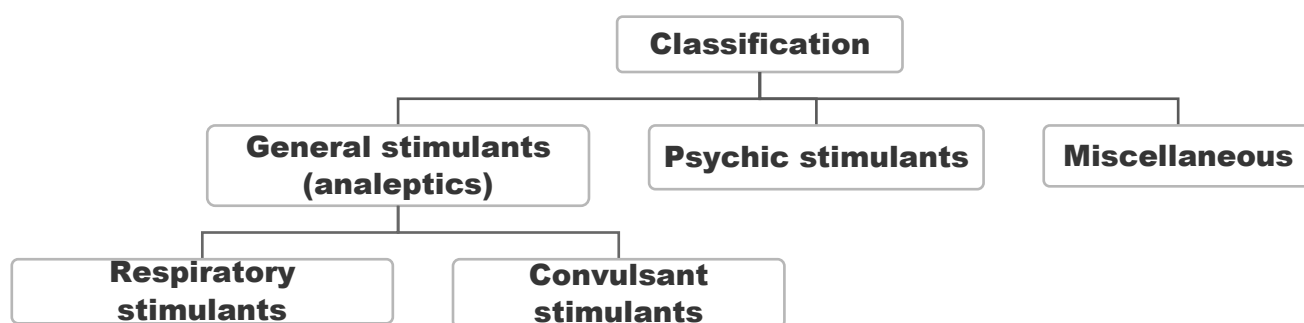 Classification
General stimulants
(analeptics)
Psychic stimulants
Miscellaneous
Respiratory
stimulants
Convulsant
stimulants